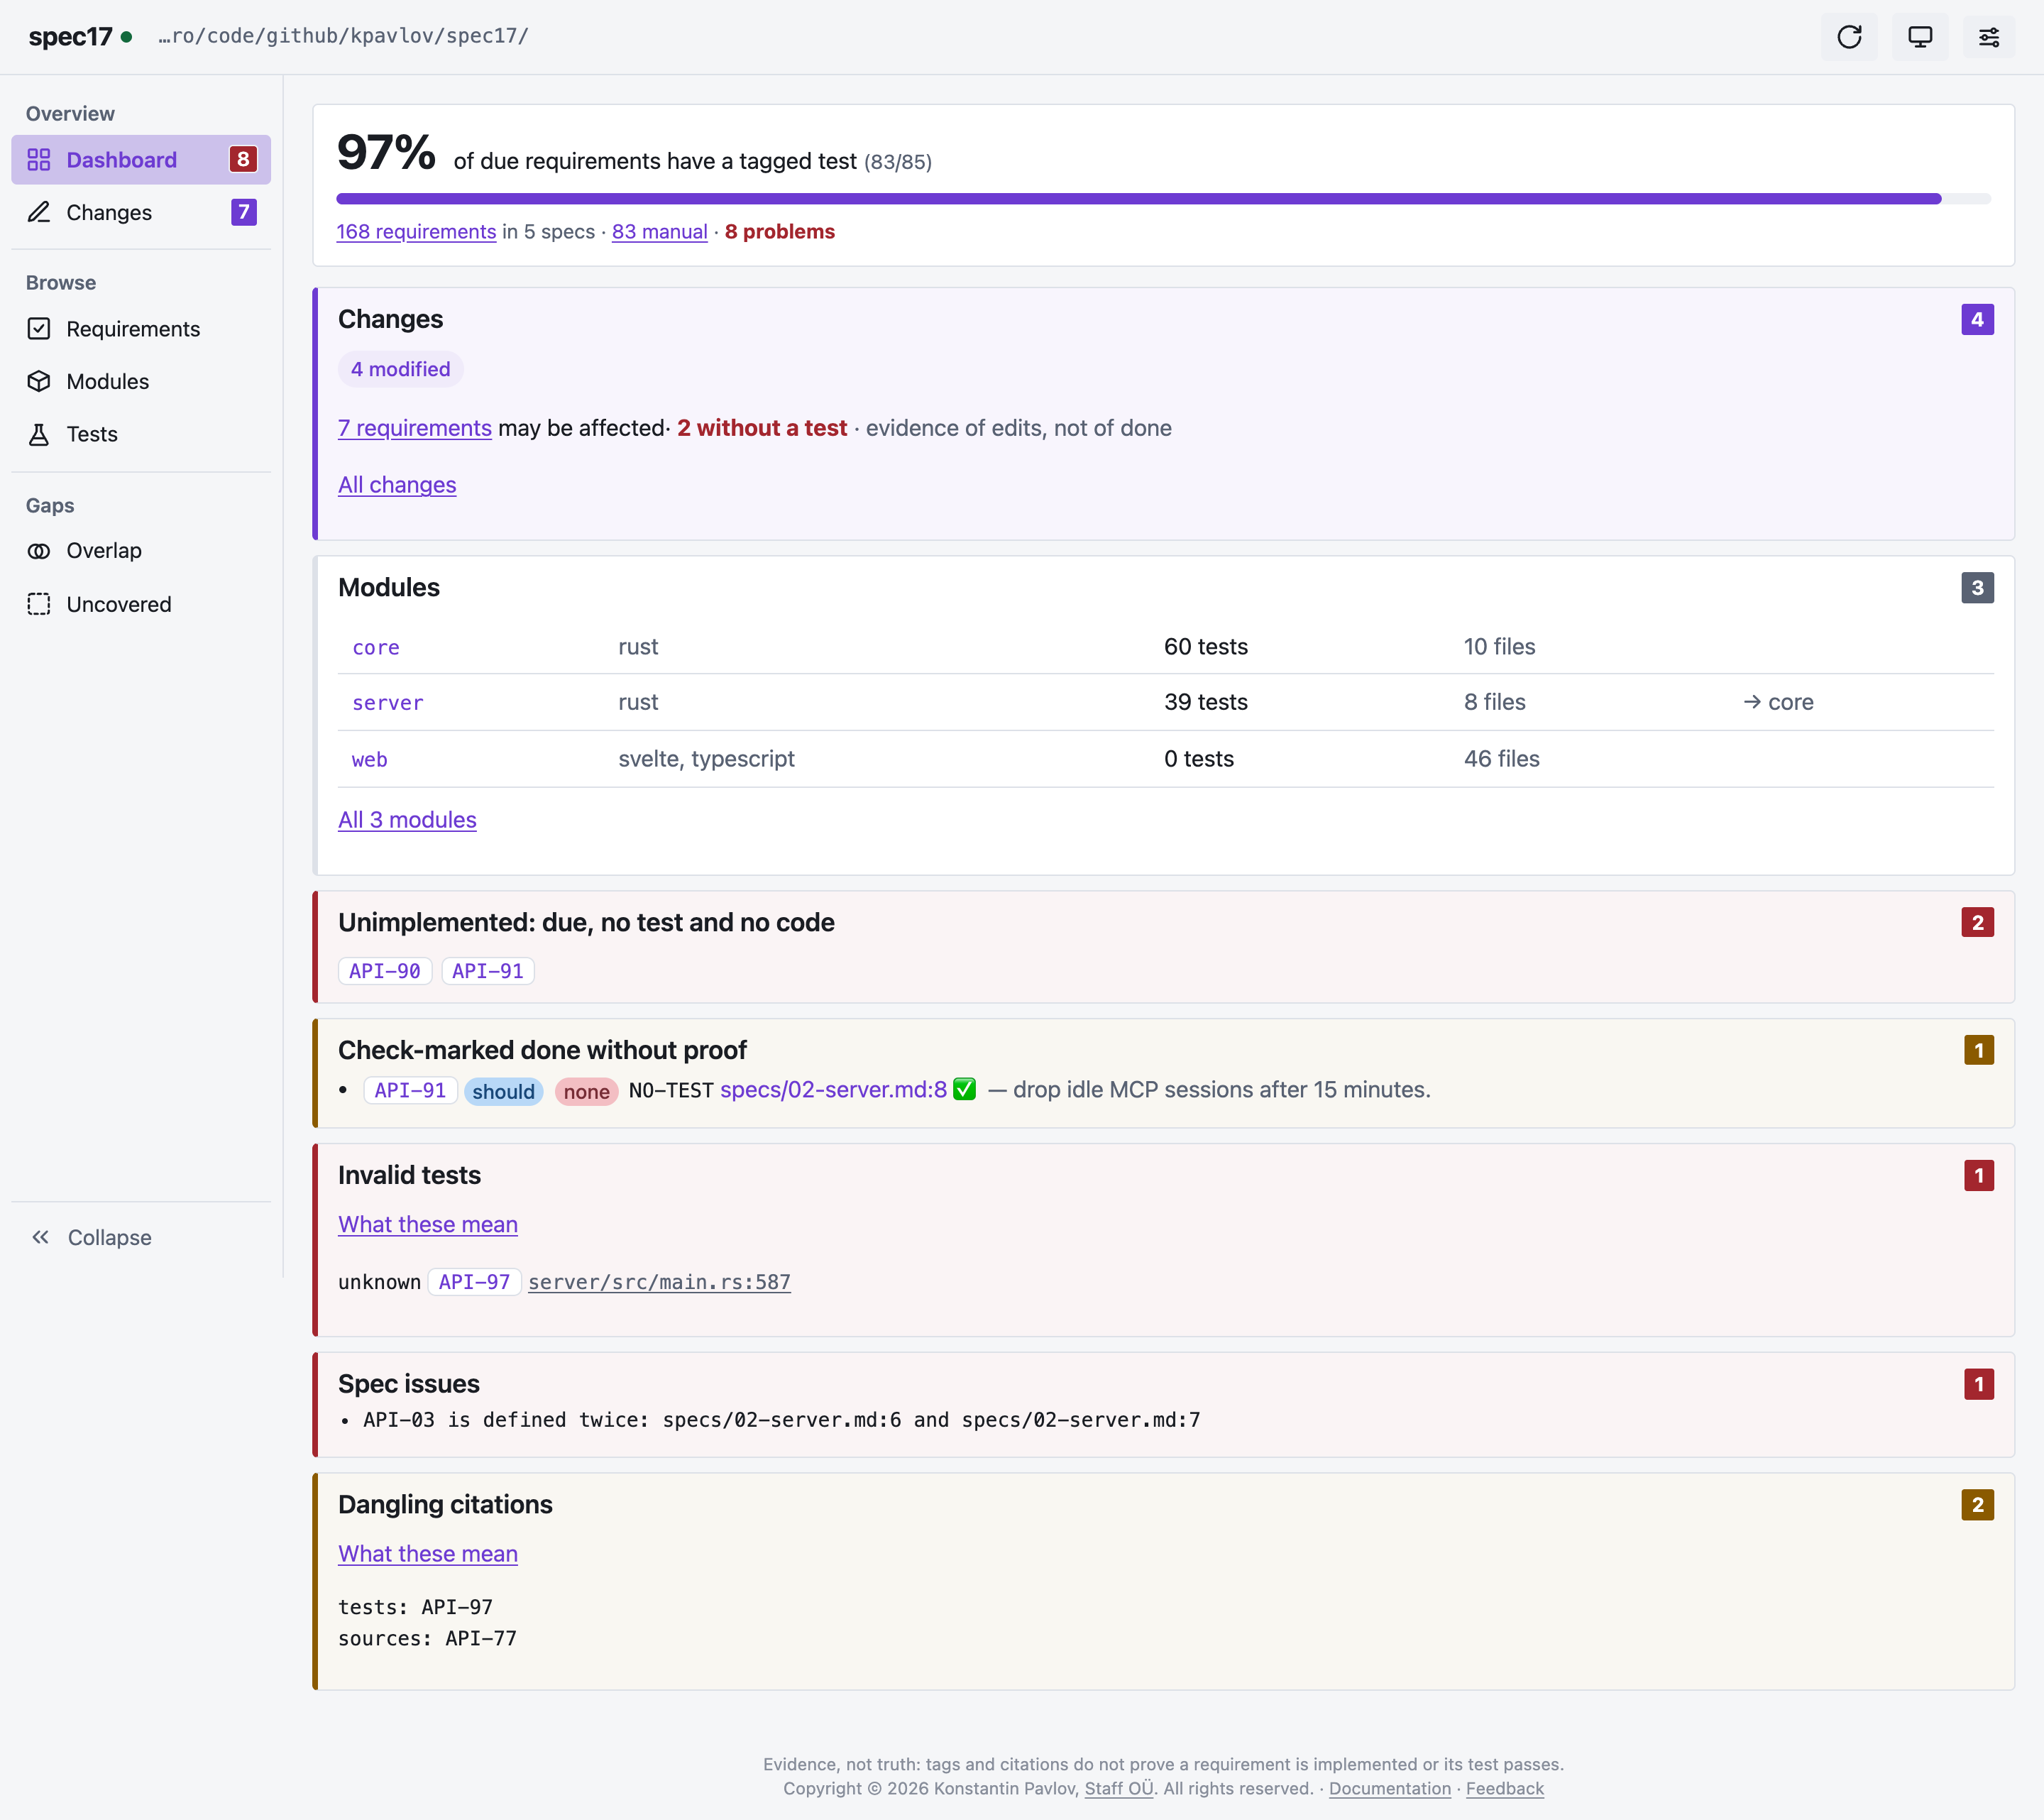 spec17 …ro/code/github/kpavlov/spec17/
Overview
Dashboard 8
Changes 7
Browse
Requirements
Modules
Tests
Gaps
Overlap
Uncovered
Collapse
97% of due requirements have a tagged test (83/85)
168 requirements in 5 specs · 83 manual · 8 problems
Changes 4
4 modified
7 requirements may be affected· 2 without a test · evidence of edits, not of done
All changes
Modules 3
core rust 60 tests 10 files
server rust 39 tests 8 files → core
web svelte, typescript 0 tests 46 files
All 3 modules
Unimplemented: due, no test and no code 2
API-90 API-91
Check-marked done without proof 1
• API-91 should none NO-TEST specs/02-server.md:8 ✅ — drop idle MCP sessions after 15 minutes.
Invalid tests 1
What these mean
unknown API-97 server/src/main.rs:587
Spec issues 1
• API-03 is defined twice: specs/02-server.md:6 and specs/02-server.md:7
Dangling citations 2
What these mean
tests: API-97
sources: API-77
Evidence, not truth: tags and citations do not prove a requirement is implemented or its test passes.
Copyright © 2026 Konstantin Pavlov, Staff OÜ. All rights reserved. · Documentation · Feedback